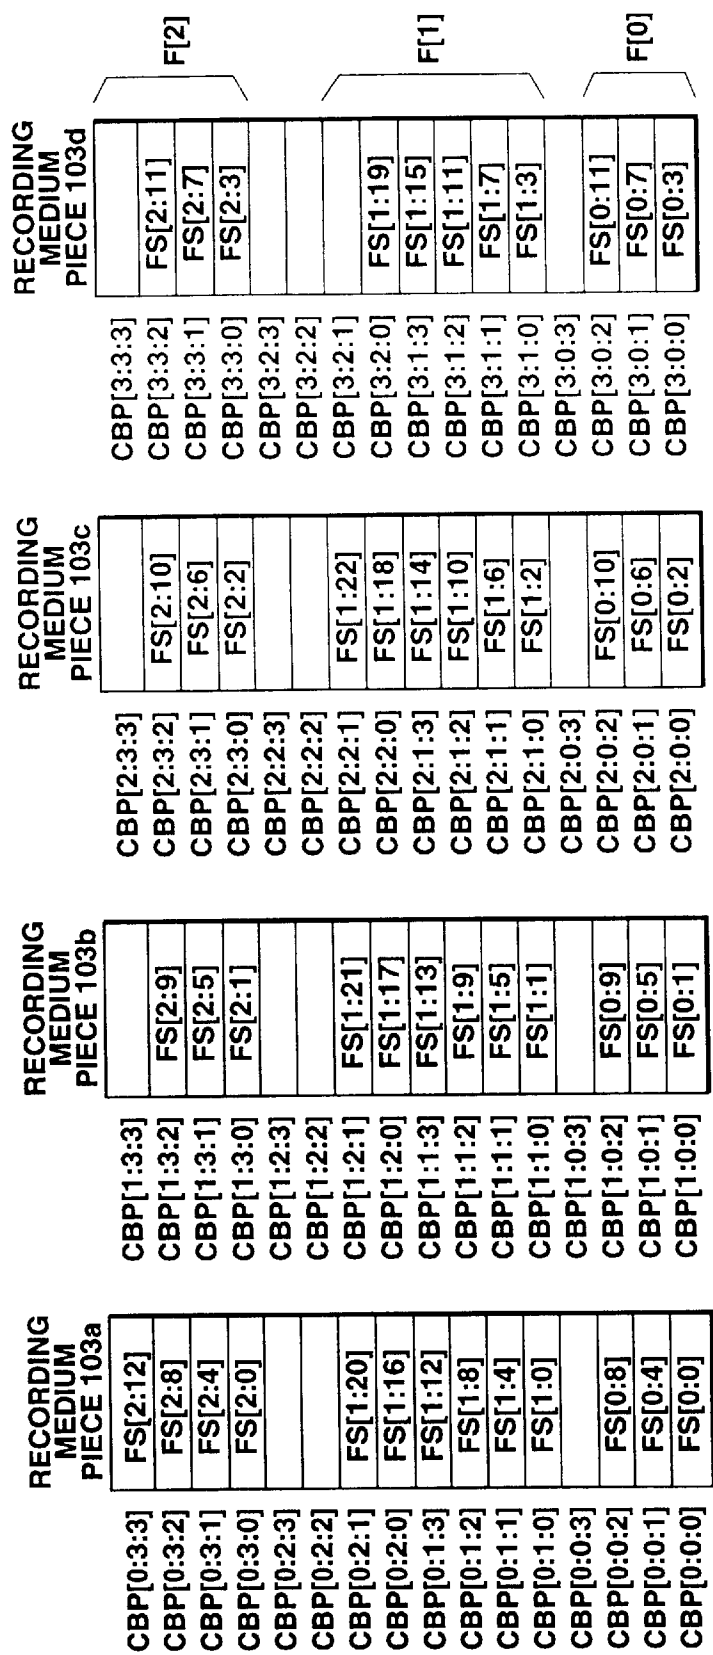 RECORDING
MEDIUM
PIECE 103a
CBP[0:3:3] FS[2:12]
CBP[0:3:2] FS[2:8]
CBP[0:3:1] FS[2:4]
CBP[0:3:0] FS[2:0]
CBP[0:2:3]
CBP[0:2:2]
CBP[0:2:1] FS[1:20]
CBP[0:2:0] FS[1:16]
CBP[0:1:3] FS[1:12]
CBP[0:1:2] FS[1:8]
CBP[0:1:1] FS[1:4]
CBP[0:1:0] FS[1:0]
CBP[0:0:3]
CBP[0:0:2] FS[0:8]
CBP[0:0:1] FS[0:4]
CBP[0:0:0] FS[0:0]
RECORDING
MEDIUM
PIECE 103b
CBP[1:3:3]
CBP[1:3:2] FS[2:9]
CBP[1:3:1] FS[2:5]
CBP[1:3:0] FS[2:1]
CBP[1:2:3]
CBP[1:2:2]
CBP[1:2:1] FS[1:21]
CBP[1:2:0] FS[1:17]
CBP[1:1:3] FS[1:13]
CBP[1:1:2] FS[1:9]
CBP[1:1:1] FS[1:5]
CBP[1:1:0] FS[1:1]
CBP[1:0:3]
CBP[1:0:2] FS[0:9]
CBP[1:0:1] FS[0:5]
CBP[1:0:0] FS[0:1]
RECORDING
MEDIUM
PIECE 103c
CBP[2:3:3]
CBP[2:3:2] FS[2:10]
CBP[2:3:1] FS[2:6]
CBP[2:3:0] FS[2:2]
CBP[2:2:3]
CBP[2:2:2]
CBP[2:2:1] FS[1:22]
CBP[2:2:0] FS[1:18]
CBP[2:1:3] FS[1:14]
CBP[2:1:2] FS[1:10]
CBP[2:1:1] FS[1:6]
CBP[2:1:0] FS[1:2]
CBP[2:0:3]
CBP[2:0:2] FS[0:10]
CBP[2:0:1] FS[0:6]
CBP[2:0:0] FS[0:2]
RECORDING
MEDIUM
PIECE 103d
CBP[3:3:3]
CBP[3:3:2] FS[2:11]
CBP[3:3:1] FS[2:7]
CBP[3:3:0] FS[2:3]
CBP[3:2:3]
CBP[3:2:2]
CBP[3:2:1]
CBP[3:2:0] FS[1:19]
CBP[3:1:3] FS[1:15]
CBP[3:1:2] FS[1:11]
CBP[3:1:1] FS[1:7]
CBP[3:1:0] FS[1:3]
CBP[3:0:3]
CBP[3:0:2] FS[0:11]
CBP[3:0:1] FS[0:7]
CBP[3:0:0] FS[0:3]
F[2]
F[1]
F[0]